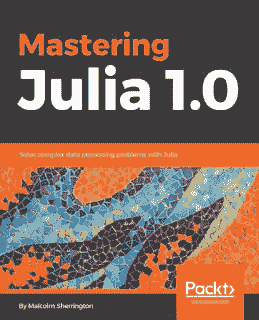 Mastering
Julia 1.0
Solve complex data processing problems with Julia
By Malcolm Sherrington
Packt>